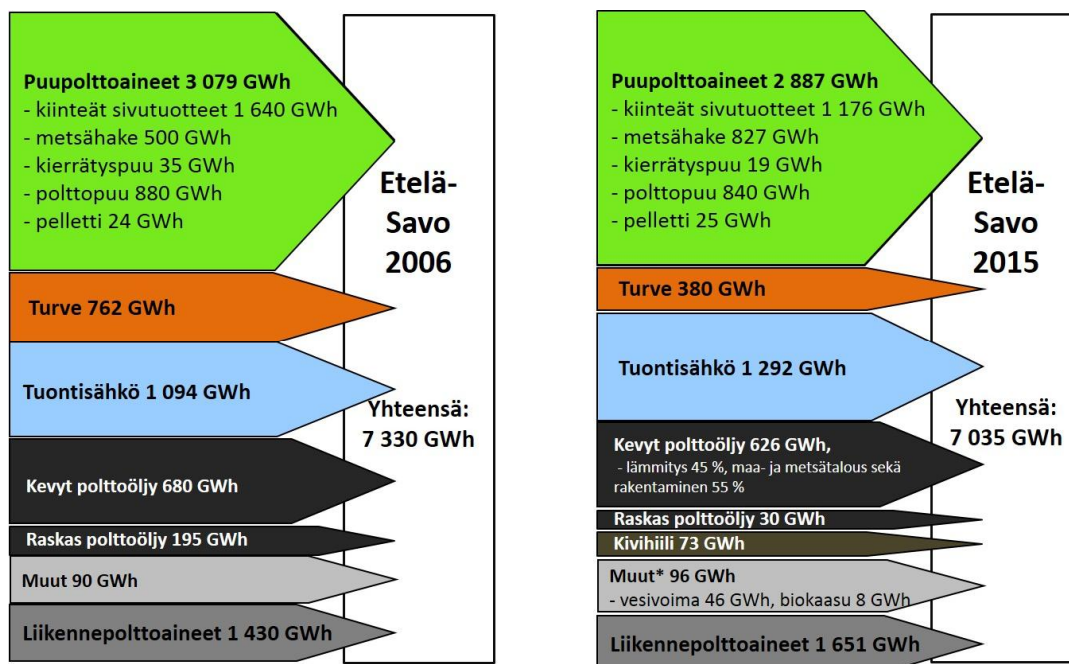 Puupolttoaineet 3 079 GWh
- kiinteät sivutuotteet 1 640 GWh
- metsähake 500 GWh
- kierrätyspuu 35 GWh
- polttopuu 880 GWh
- pelletti 24 GWh
Turve 762 GWh
Tuontisähkö 1 094 GWh
Kevyt polttoöljy 680 GWh
Raskas polttoöljy 195 GWh
Muut 90 GWh
Liikennepolttoaineet 1 430 GWh
Etelä-
Savo
2006
Yhteensä:
7 330 GWh
Puupolttoaineet 2 887 GWh
- kiinteät sivutuotteet 1 176 GWh
- metsähake 827 GWh
- kierrätyspuu 19 GWh
- polttopuu 840 GWh
- pelletti 25 GWh
Turve 380 GWh
Tuontisähkö 1 292 GWh
Kevyt polttoöljy 626 GWh,
- lämmitys 45 %, maa- ja metsätalous sekä
rakentaminen 55 %
Raskas polttoöljy 30 GWh
Kivihiili 73 GWh
Muut* 96 GWh
- vesivoima 46 GWh, biokaasu 8 GWh
Liikennepolttoaineet 1 651 GWh
Etelä-
Savo
2015
Yhteensä:
7 035 GWh